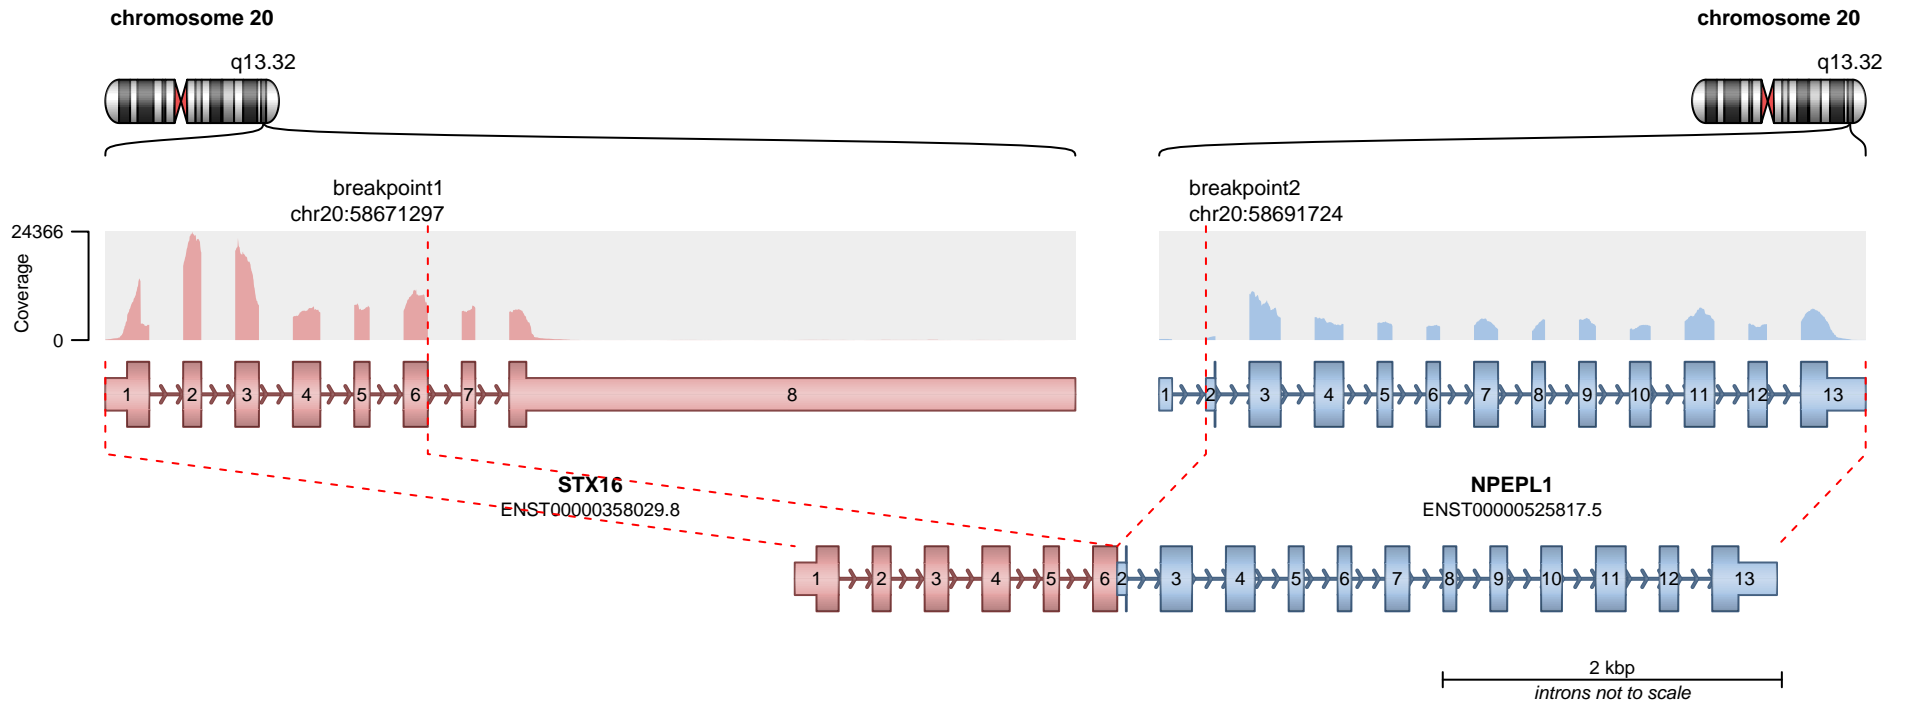 chromosome 20
chromosome 20
q13.32
q13.32
breakpoint1
chr20:58671297
breakpoint2
chr20:58691724
24366
Coverage
0
1 2 3 4 5 6 7 8
1 2 3 4 5 6 7 8 9 10 11 12 13
STX16
ENST00000358029.8
NPEPL1
ENST00000525817.5
1 2 3 4 5 6 2 3 4 5 6 7 8 9 10 11 12 13
2 kbp
introns not to scale